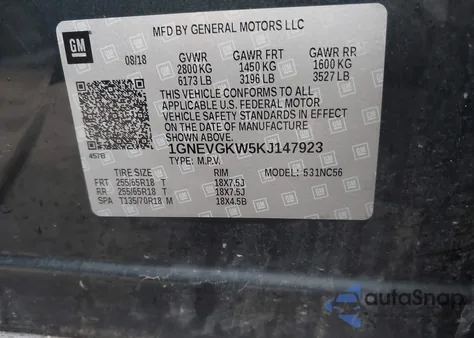 MFD BY GENERAL MOTORS LLC
GM
08/18 GVWR GAWR FRT GAWR RR
2800 KG 1450 KG 1600 KG
6173 LB 3196 LB 3527 LB
THIS VEHICLE CONFORMS TO ALL
APPLICABLE U.S. FEDERAL MOTOR
VEHICLE SAFETY STANDARDS IN EFFECT
ON THE DATE OF MANUFACTURE SHOWN ABOVE.
457B
1GNEVGKW5KJ147923
TYPE: M.P.V.
TIRE SIZE RIM MODEL: 531NC56
FRT 255/65R18 T 18X7.5J
RR 255/65R18 T 18X7.5J
SPA T135/70R18 M 18X4.5B
autoSnap